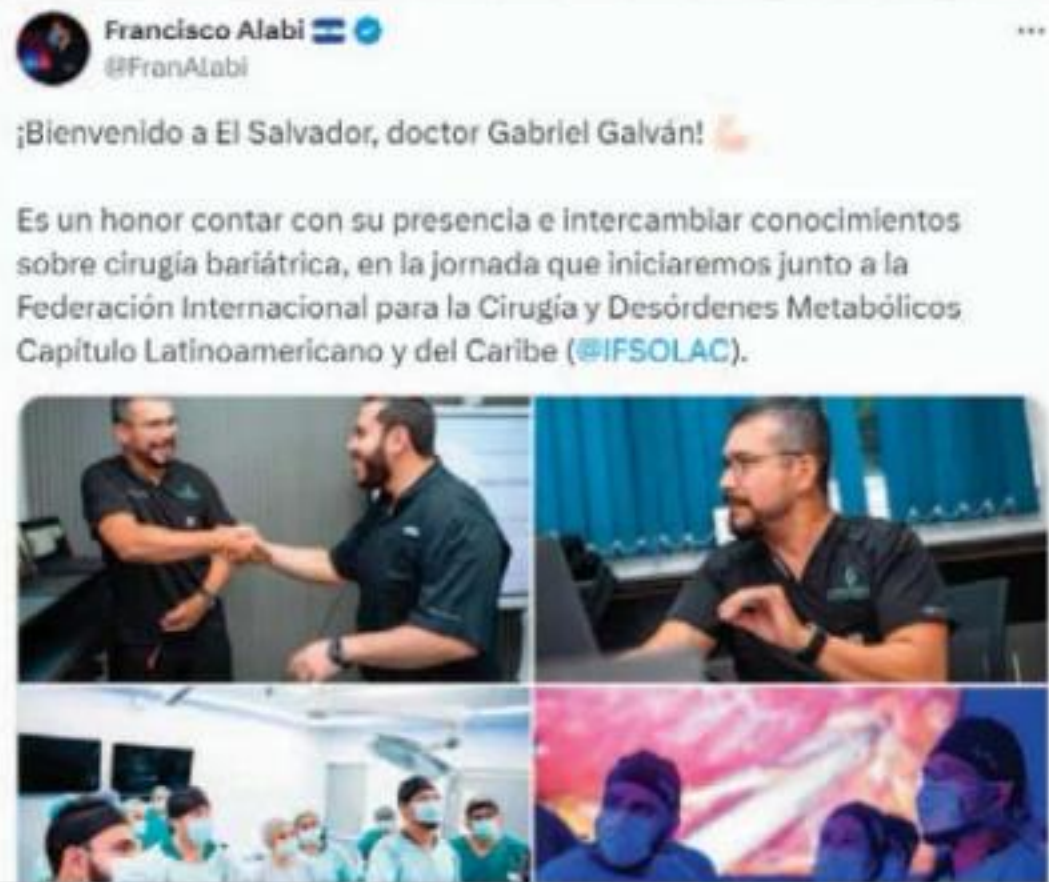 Francisco Alabi
@FranAlabi
¡Bienvenido a El Salvador, doctor Gabriel Galván!
Es un honor contar con su presencia e intercambiar conocimientos
sobre cirugía bariátrica, en la jornada que iniciaremos junto a la
Federación Internacional para la Cirugía y Desórdenes Metabólicos
Capítulo Latinoamericano y del Caribe (@IFSOLAC).